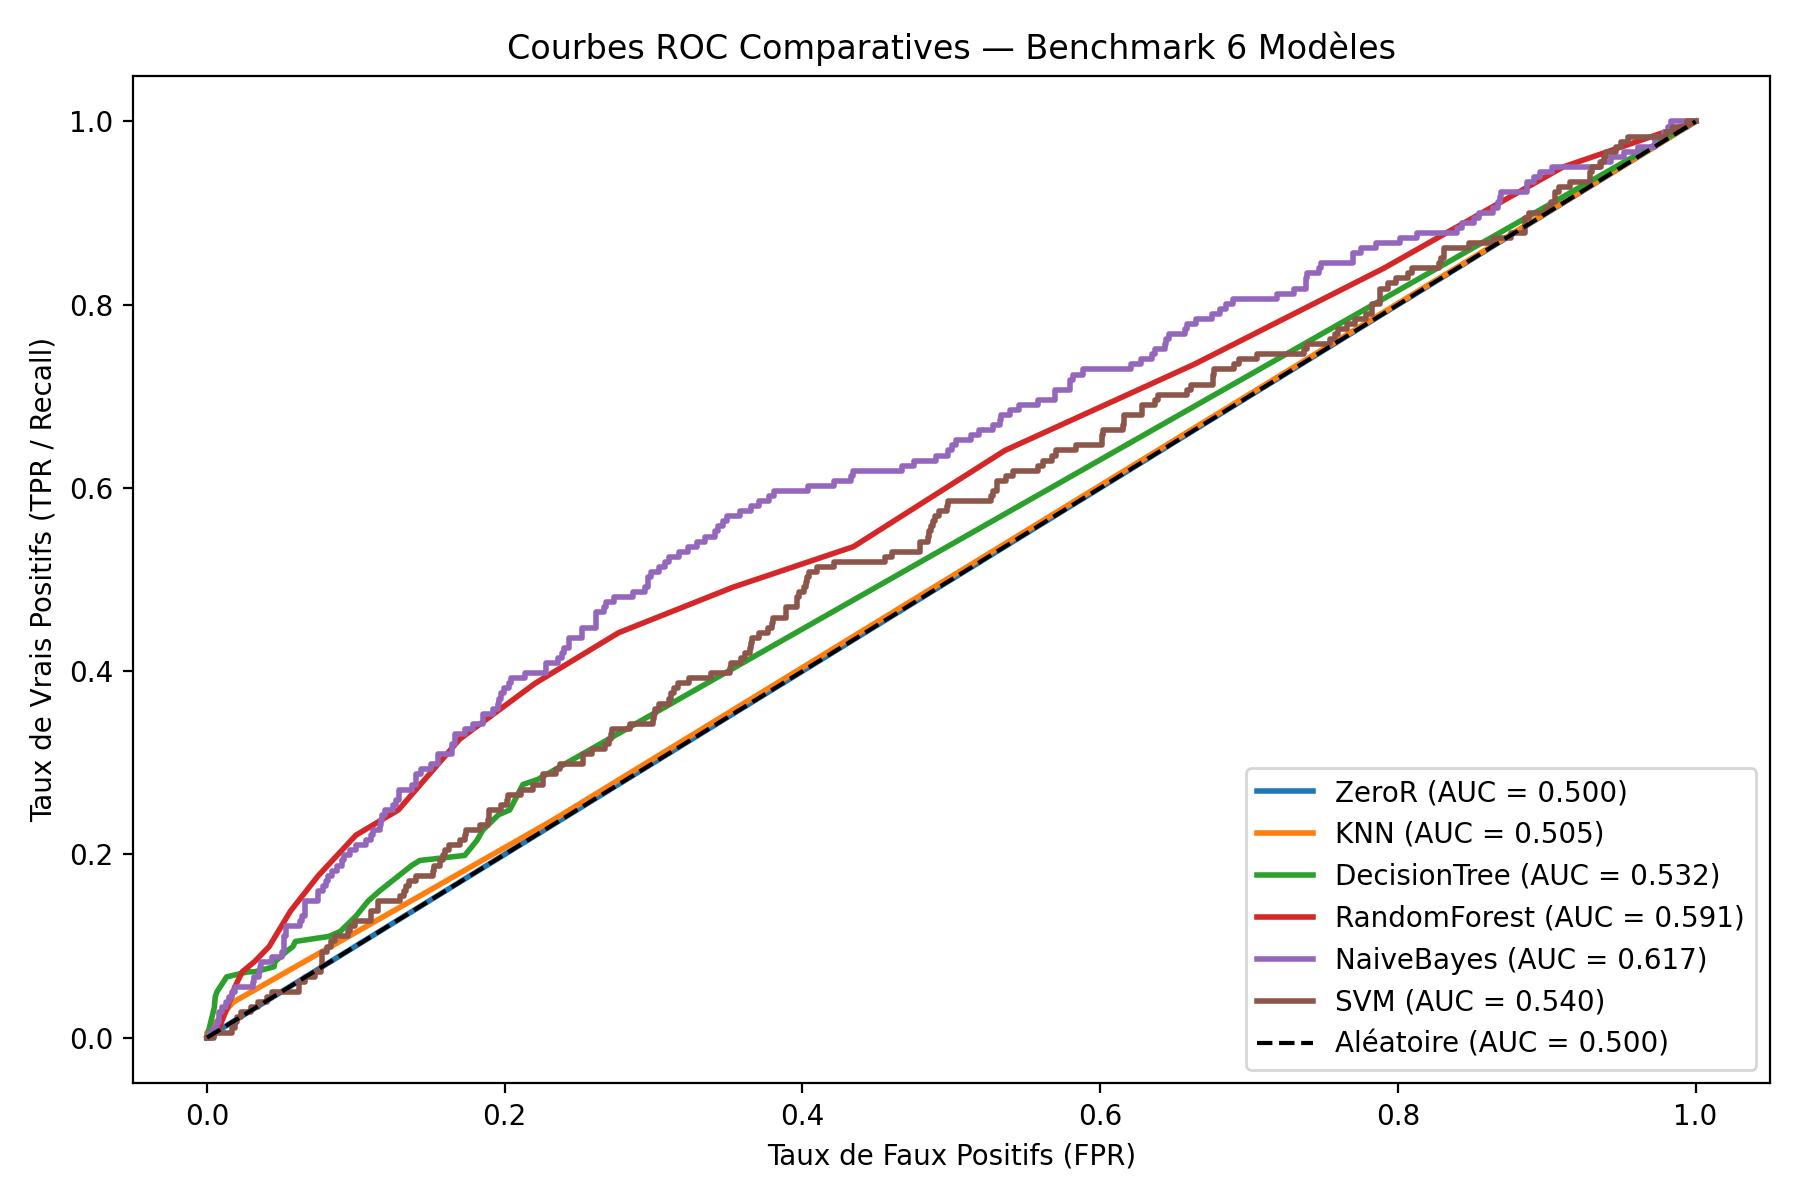 Courbes ROC Comparatives — Benchmark 6 Modèles
Taux de Vrais Positifs (TPR / Recall)
1.0
0.8
0.6
0.4
0.2
0.0
ZeroR (AUC = 0.500)
KNN (AUC = 0.505)
DecisionTree (AUC = 0.532)
RandomForest (AUC = 0.591)
NaiveBayes (AUC = 0.617)
SVM (AUC = 0.540)
Aléatoire (AUC = 0.500)
0.0 0.2 0.4 0.6 0.8 1.0
Taux de Faux Positifs (FPR)